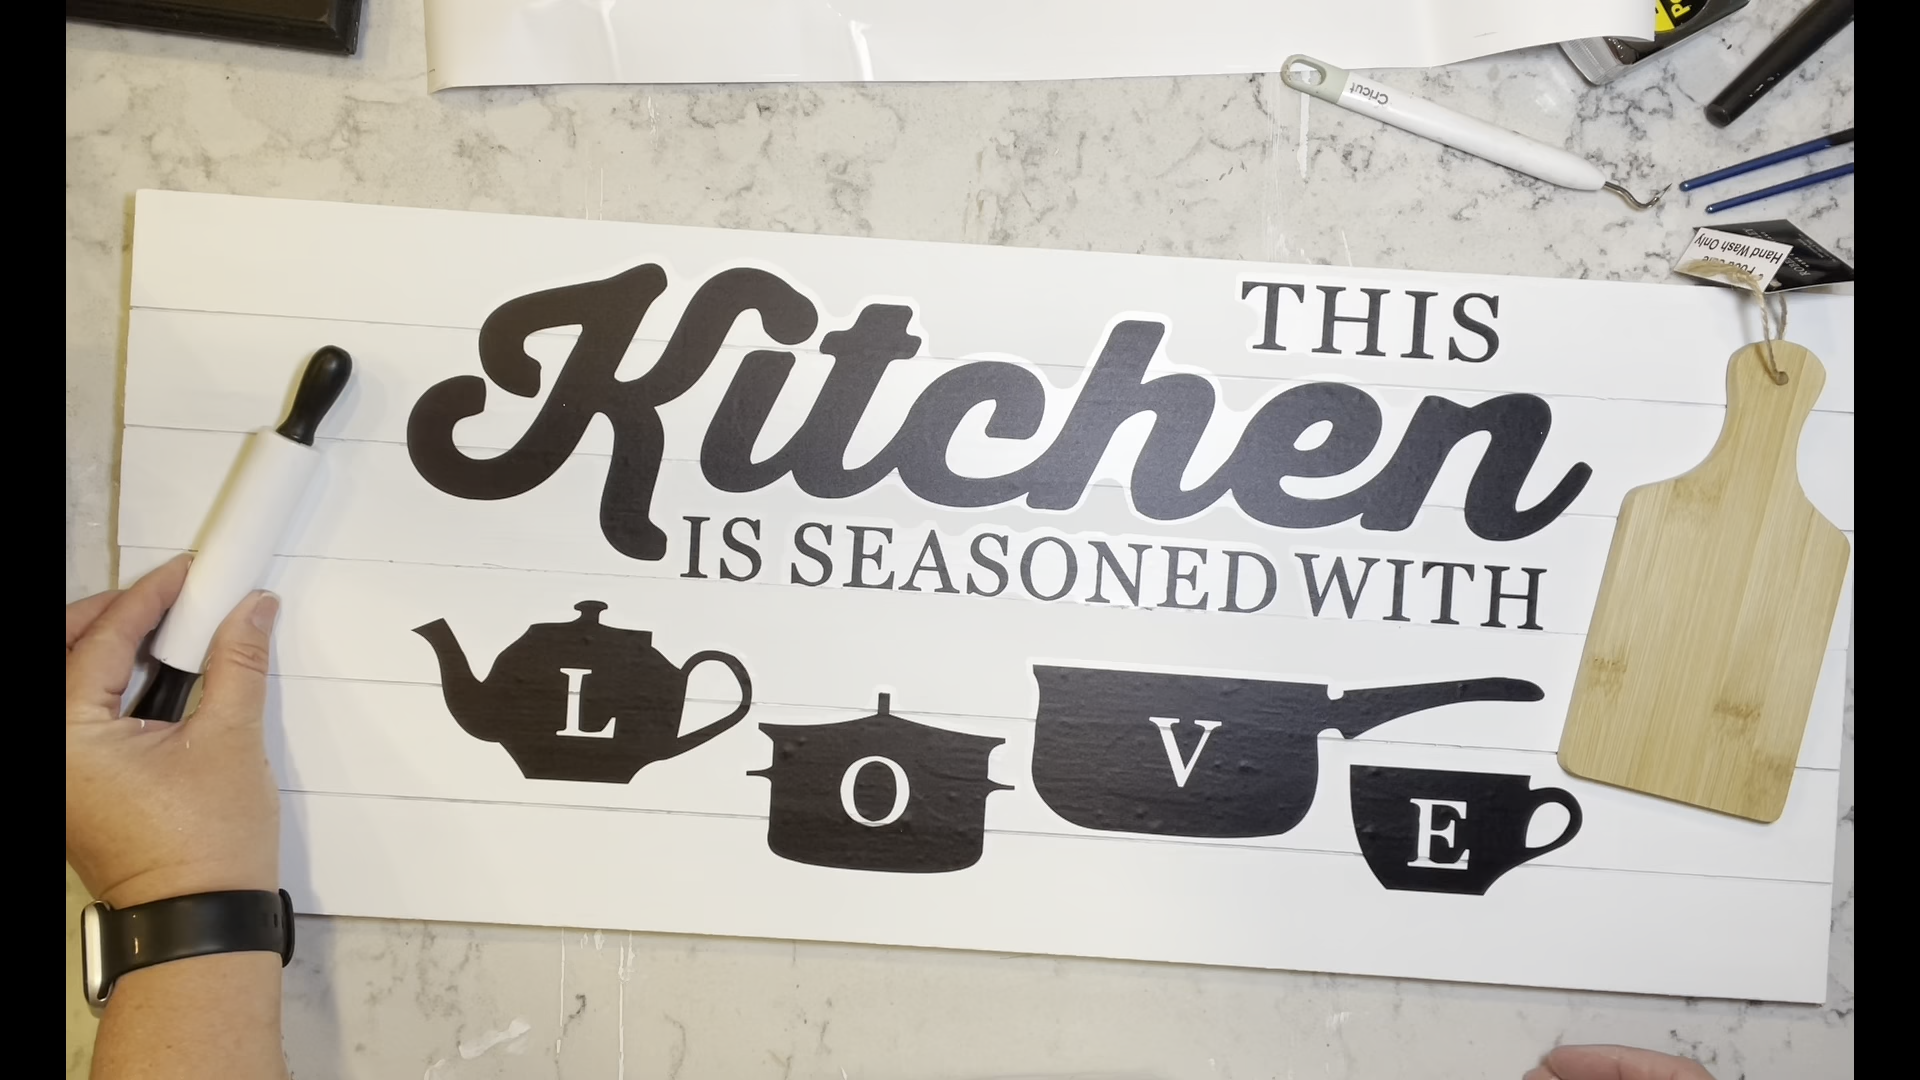 Cricut
Hand Wash Only
THIS
Kitchen
IS SEASONED WITH
L O V E